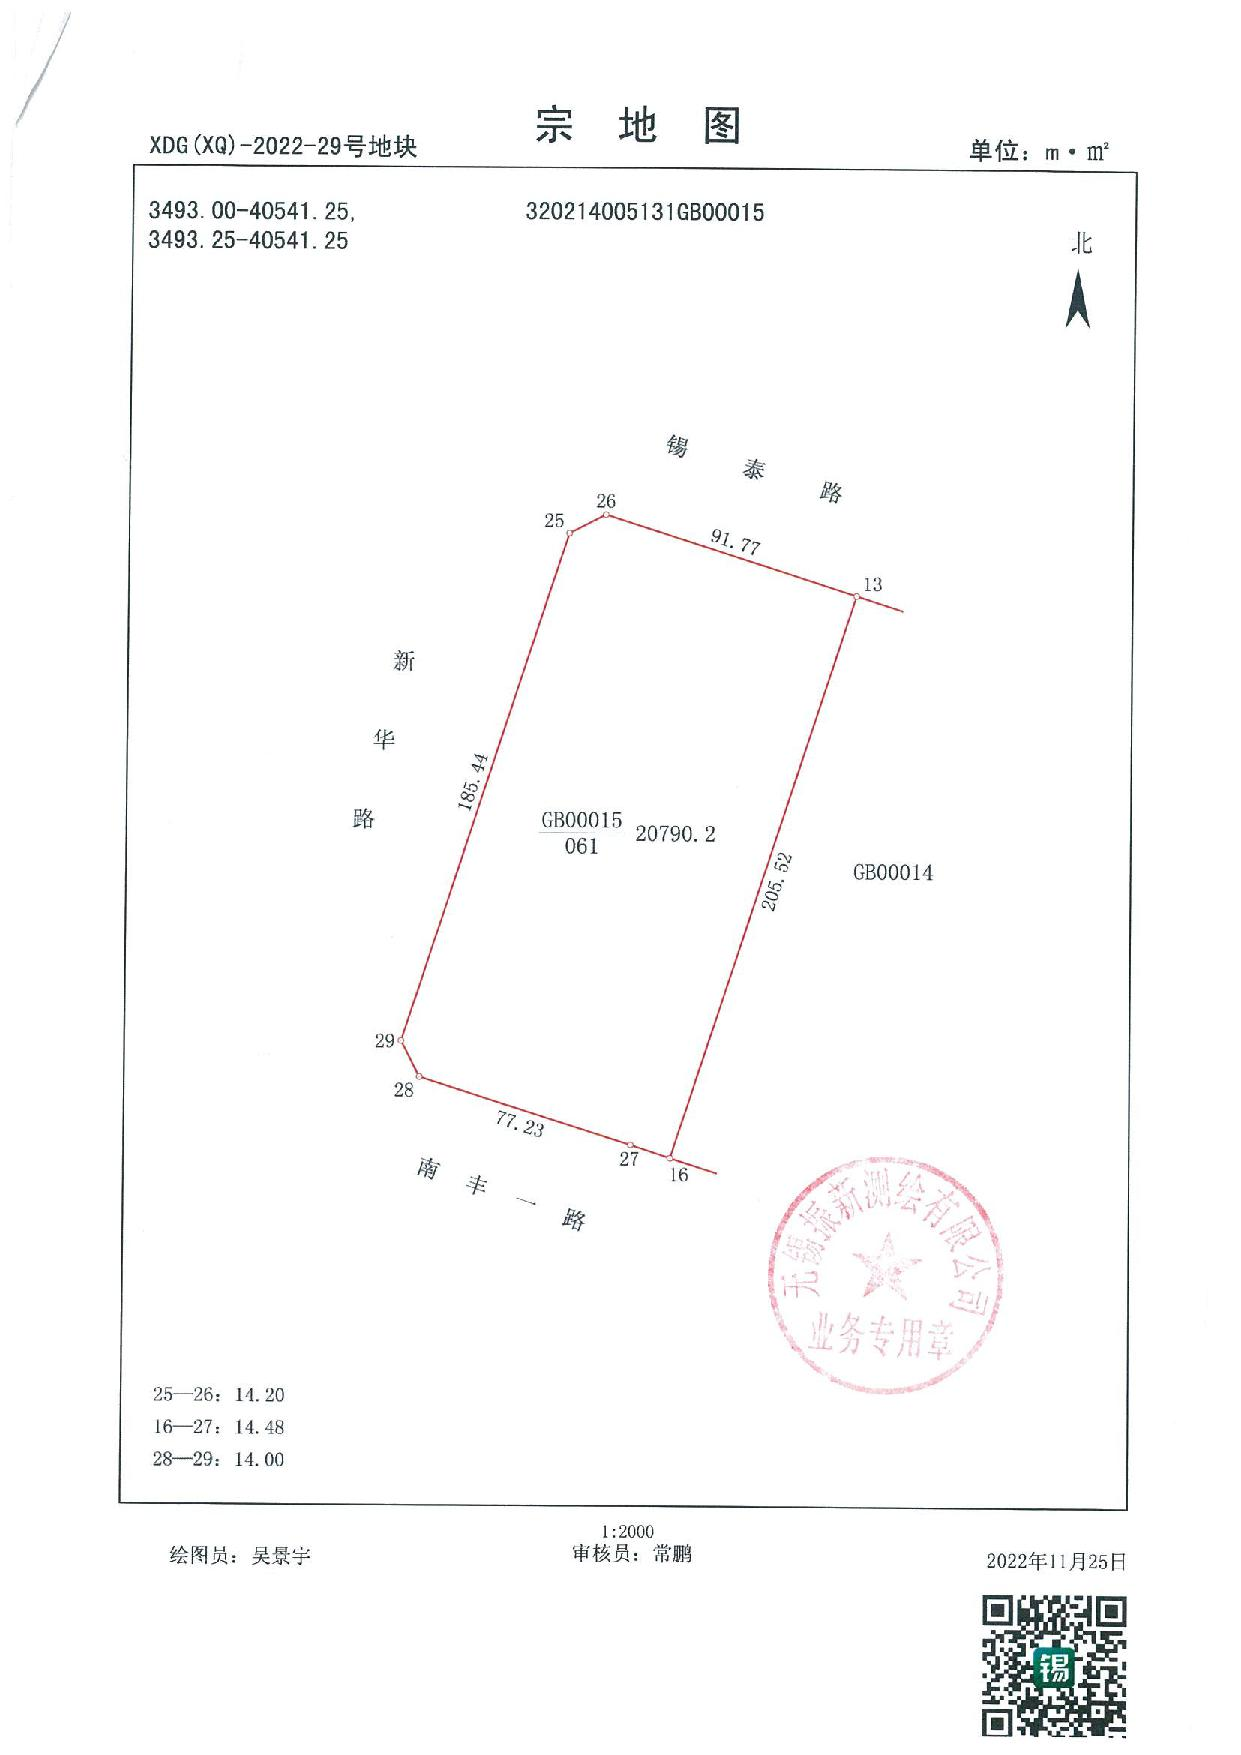 宗地图
XDG(XQ)-2022-29号地块
单位：m·㎡
3493.00-40541.25,
3493.25-40541.25
320214005131GB00015
北
锡泰路
26
25
91.77
13
新华路
185.44
GB00015
061
20790.2
205.52
GB00014
29
28
77.23
27
16
南丰一路
无锡振新测绘有限公司
业务专用章
25—26：14.20
16—27：14.48
28—29：14.00
1:2000
绘图员：吴景宇
审核员：常鹏
2022年11月25日
锡